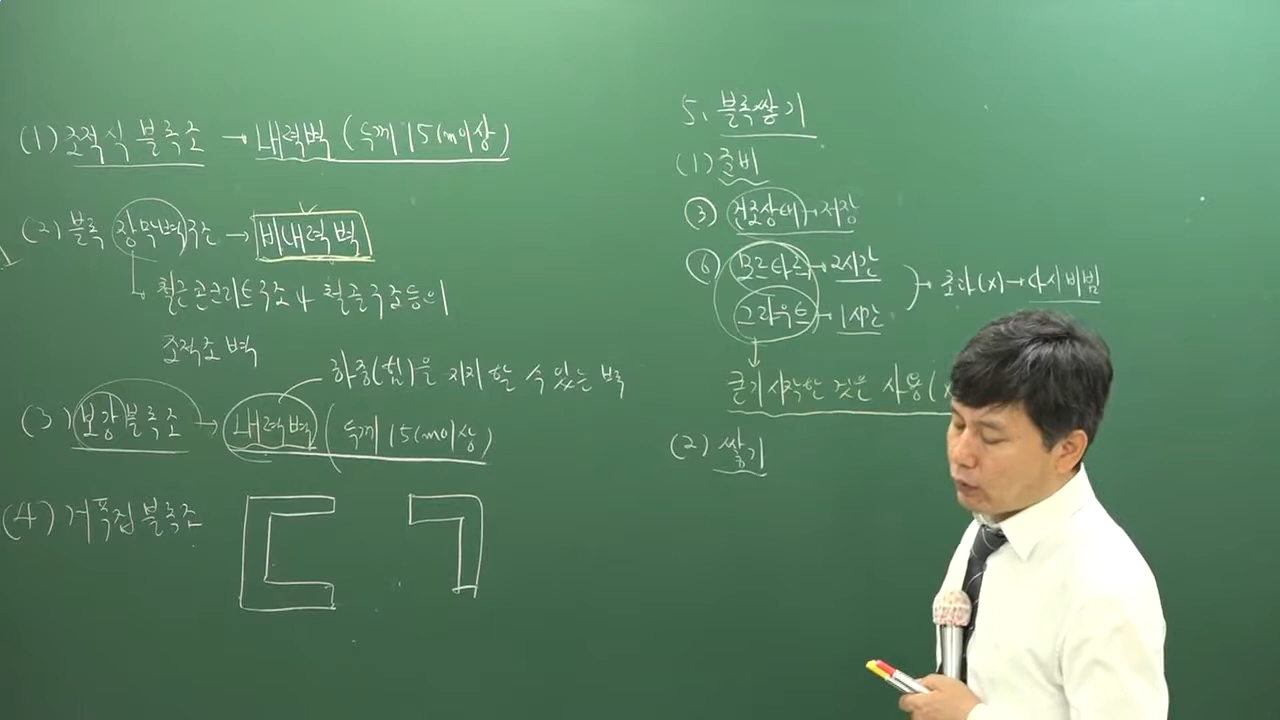 (1) 조적식 블록조 → 내력벽 (두께 15cm이상)
(2) 블록 장막벽구조 → 비내력벽
철근콘크리트구조나 철골구조등의
조적조 벽
하중(힘)을 지지 할 수 있는 벽
(3) 보강블록조 → 내력벽 (두께 15cm이상)
(4) 거푸집 블록조
5. 블록쌓기
(1) 준비
③ 건조상태 → 저장
⑥ 모르타르 → 2시간
그라우트 → 1시간
초과(x) → 다시비빔
굳기 시작한 것은 사용(x
(2) 쌓기